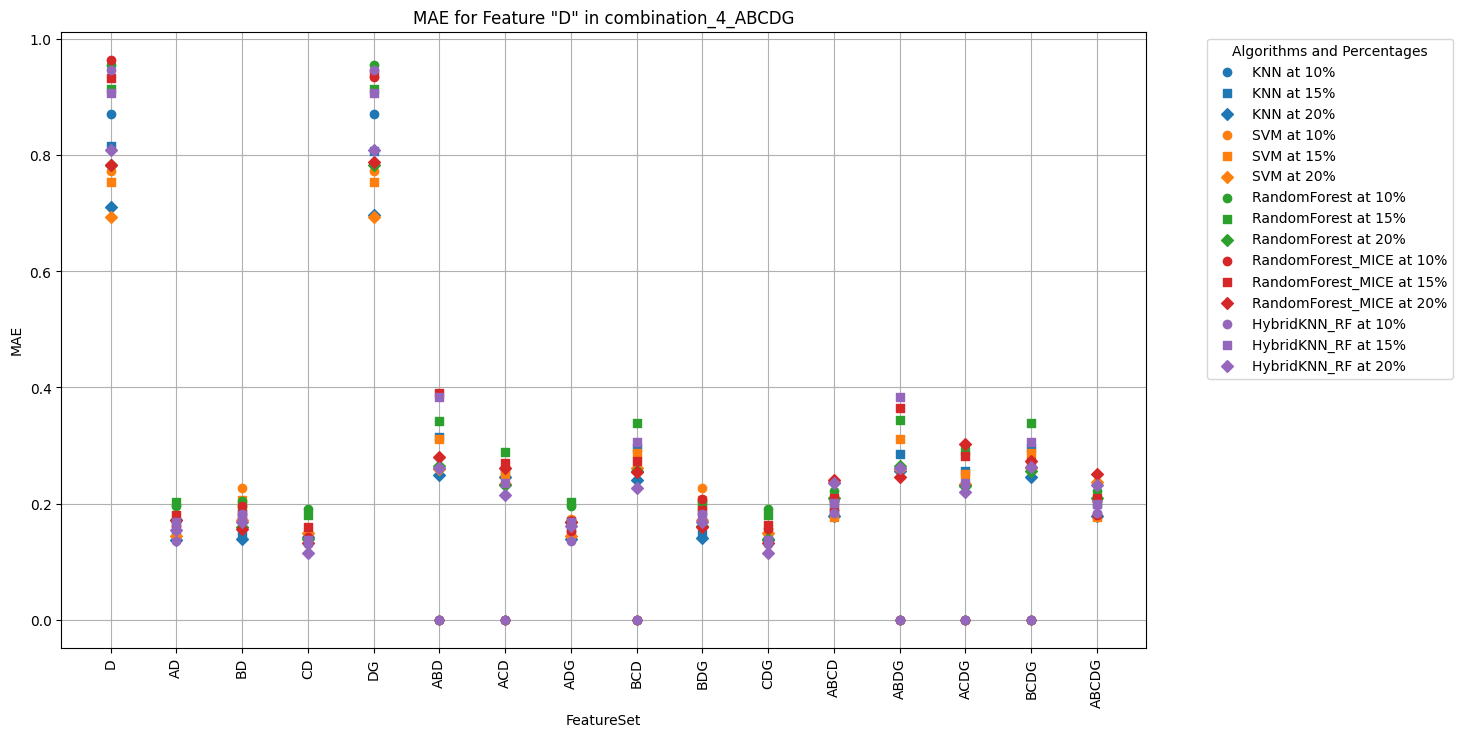 MAE for Feature "D" in combination_4_ABCDG
MAE
1.0
0.8
0.6
0.4
0.2
0.0
D
AD
BD
CD
DG
ABD
ACD
ADG
BCD
BDG
CDG
ABCD
ABDG
ACDG
BCDG
ABCDG
FeatureSet
Algorithms and Percentages
KNN at 10%
KNN at 15%
KNN at 20%
SVM at 10%
SVM at 15%
SVM at 20%
RandomForest at 10%
RandomForest at 15%
RandomForest at 20%
RandomForest_MICE at 10%
RandomForest_MICE at 15%
RandomForest_MICE at 20%
HybridKNN_RF at 10%
HybridKNN_RF at 15%
HybridKNN_RF at 20%